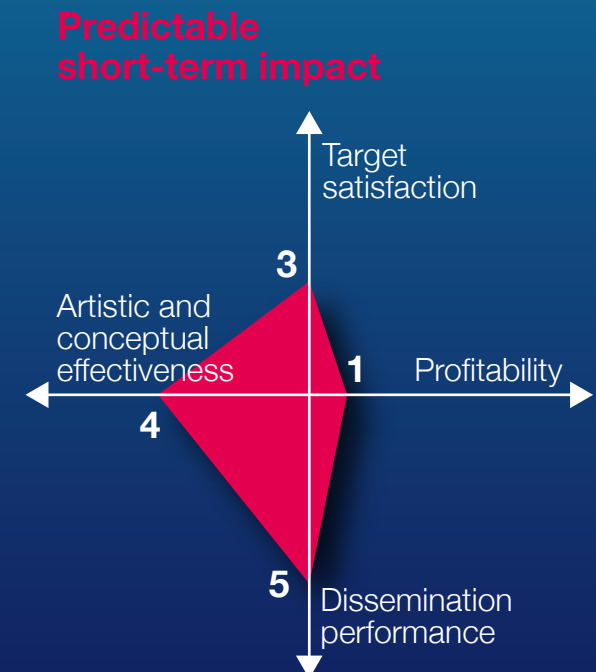 Predictable
short-term impact
Target
satisfaction
3
Artistic and
conceptual
effectiveness
1
Profitability
4
5
Dissemination
performance